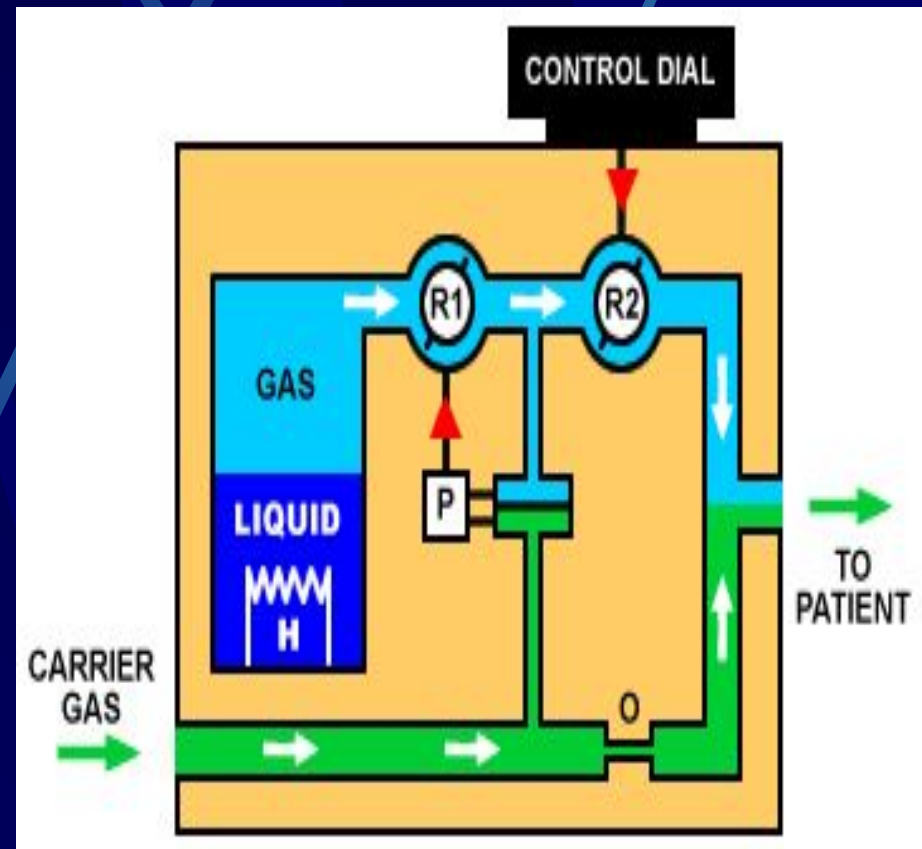 CONTROL DIAL
R1
R2
GAS
P
LIQUID
H
CARRIER
GAS
O
TO
PATIENT